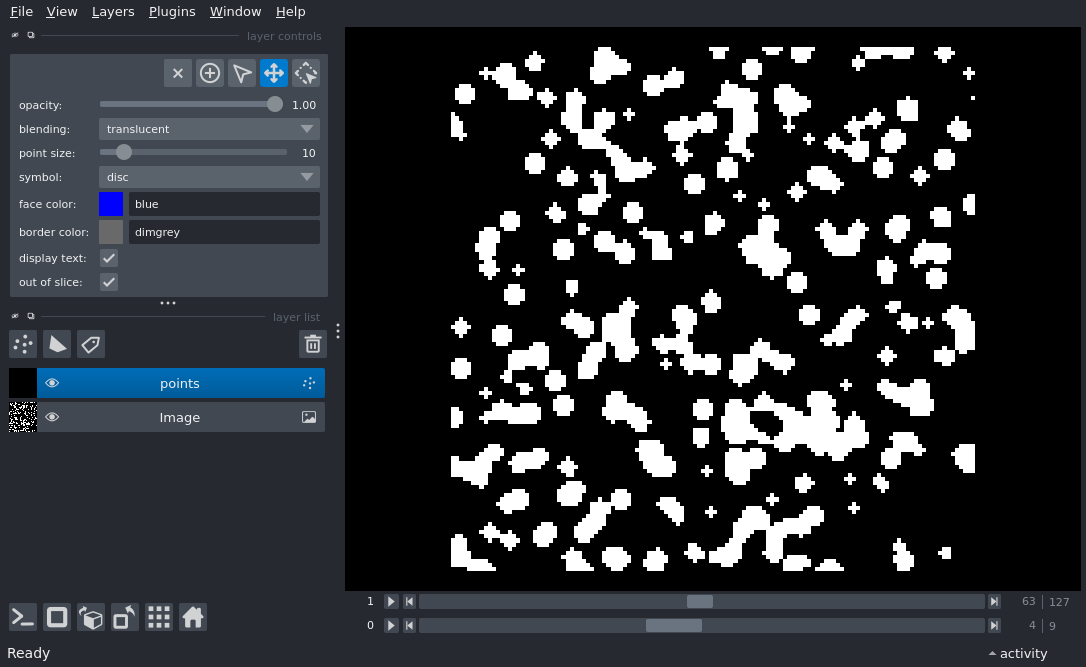 File View Layers Plugins Window Help
layer controls
opacity: 1.00
blending: translucent
point size: 10
symbol: disc
face color: blue
border color: dimgrey
display text:
out of slice:
layer list
points
Image
1 63 127
0 4 9
Ready activity